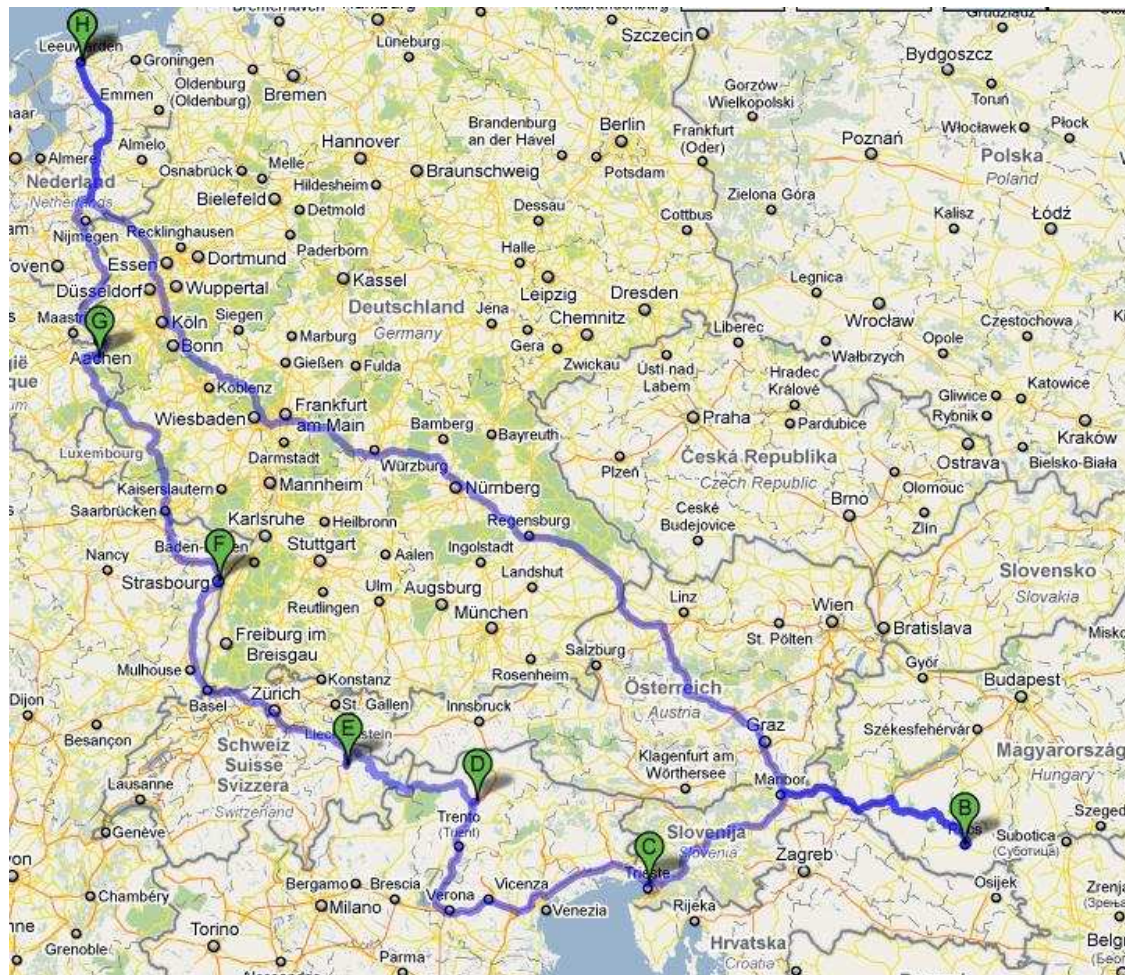 H
Leeuwarden
Groningen
Lüneburg
Szczecin
Grudziądz
Bydgoszcz
Oldenburg
(Oldenburg)
Bremen
Emmen
Gorzów
Wielkopolski
Toruń
Almere
Almelo
Osnabrück
Melle
Hannover
Brandenburg
an der Havel
Berlin
Potsdam
Frankfurt
(Oder)
Poznań
Włocławek
Płock
Polska
Poland
Nederland
Netherlands
Hildesheim
Braunschweig
Bielefeld
Detmold
Zielona Góra
Nijmegen
Recklinghausen
Paderborn
Dessau
Cottbus
Kalisz
Łódź
Essen
Dortmund
Halle
Düsseldorf
Wuppertal
Kassel
Leipzig
Legnica
Deutschland
Germany
Dresden
Wrocław
Częstochowa
G
Aachen
Köln
Bonn
Siegen
Marburg
Jena
Gera
Chemnitz
Zwickau
Liberec
Wałbrzych
Opole
Gießen
Fulda
Ústí nad
Labem
Hradec
Králové
Gliwice
Katowice
Rybnik
Koblenz
Wiesbaden
Frankfurt
am Main
Bamberg
Bayreuth
Praha
Pardubice
Kraków
Ostrava
Bielsko-Biała
Luxembourg
Darmstadt
Würzburg
Plzeň
Česká Republika
Czech Republic
Olomouc
Kaiserslautern
Mannheim
Nürnberg
Brno
Zlín
Saarbrücken
Karlsruhe
Heilbronn
Regensburg
České
Budejovice
Nancy
F
Stuttgart
Aalen
Ingolstadt
Slovensko
Slovakia
Strasbourg
Landshut
Reutlingen
Ulm
Augsburg
München
Linz
Wien
St. Pölten
Bratislava
Freiburg im
Breisgau
Mulhouse
Konstanz
Rosenheim
Salzburg
Györ
Budapest
Dijon
Basel
Zürich
St. Gallen
Innsbruck
Österreich
Austria
Besançon
E
Graz
Székesfehérvár
Schweiz
Suisse
Svizzera
Switzerland
D
Klagenfurt am
Wörthersee
Magyarország
Hungary
Lausanne
Maribor
B
Genève
Trento
(Trient)
C
Slovenija
Slovenia
Subotica
(Суботица)
Trieste
Zagreb
Chambéry
Bergamo
Brescia
Verona
Vicenza
Venezia
Milano
Osijek
Rijeka
Grenoble
Torino
Hrvatska
Croatia
Parma